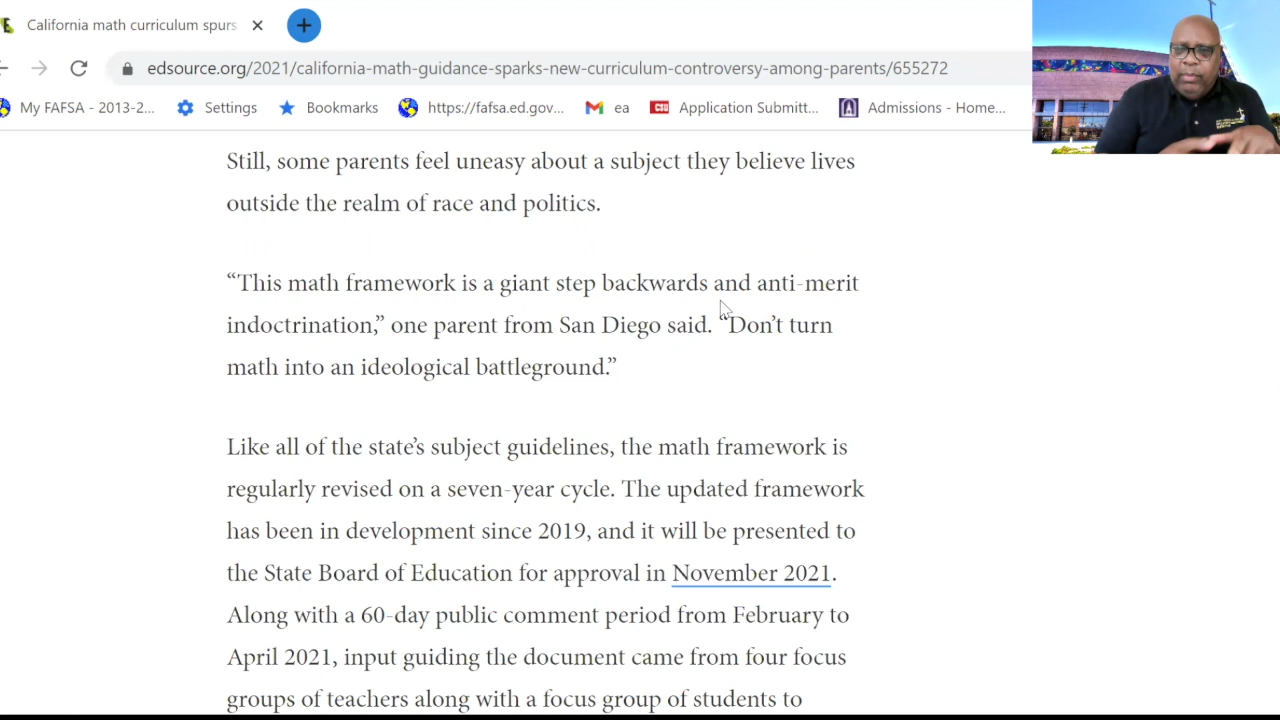 E California math curriculum spurs
edsource.org/2021/california-math-guidance-sparks-new-curriculum-controversy-among-parents/655272
My FAFSA - 2013-2... Settings Bookmarks https://fafsa.ed.gov... ea CSU Application Submitt... Admissions - Home...
Still, some parents feel uneasy about a subject they believe lives
outside the realm of race and politics.
“This math framework is a giant step backwards and anti-merit
indoctrination,” one parent from San Diego said. “Don’t turn
math into an ideological battleground.”
Like all of the state’s subject guidelines, the math framework is
regularly revised on a seven-year cycle. The updated framework
has been in development since 2019, and it will be presented to
the State Board of Education for approval in November 2021.
Along with a 60-day public comment period from February to
April 2021, input guiding the document came from four focus
groups of teachers along with a focus group of students to